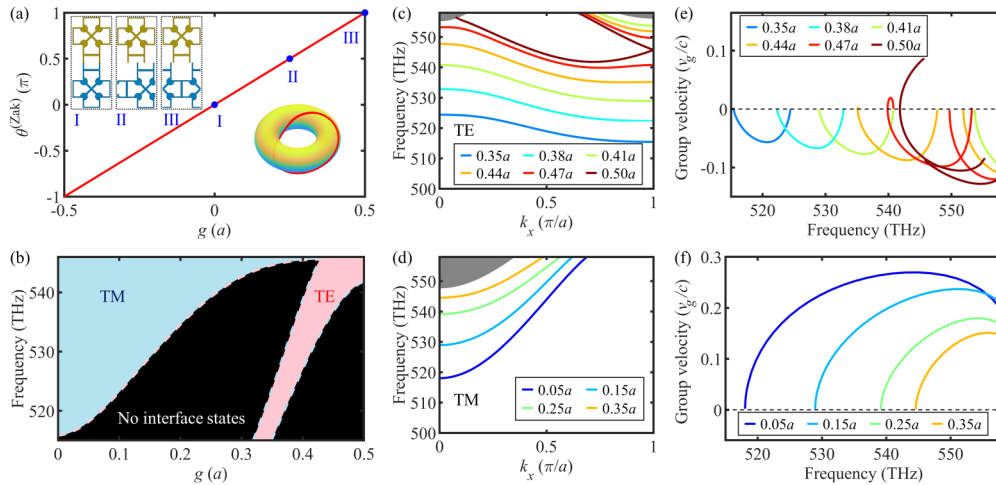 (a)
θ(Zak) (π)
1
0.5
0
-0.5
-1
I II III
I
II
III
-0.5 0 0.5
g (a)
(b)
Frequency (THz)
540
530
520
TM
TE
No interface states
0 0.1 0.2 0.3 0.4 0.5
g (a)
(c)
Frequency (THz)
550
540
530
520
510
500
TE
0.35a 0.38a 0.41a
0.44a 0.47a 0.50a
0 0.5 1
kx (π/a)
(d)
Frequency (THz)
550
540
530
520
510
500
TM
0.05a 0.15a
0.25a 0.35a
0 0.5 1
kx (π/a)
(e)
Group velocity (vg/c)
0.1
0
-0.1
0.35a 0.38a 0.41a
0.44a 0.47a 0.50a
520 530 540 550
Frequency (THz)
(f)
Group velocity (vg/c)
0.3
0.2
0.1
0
0.05a 0.15a 0.25a 0.35a
520 530 540 550
Frequency (THz)